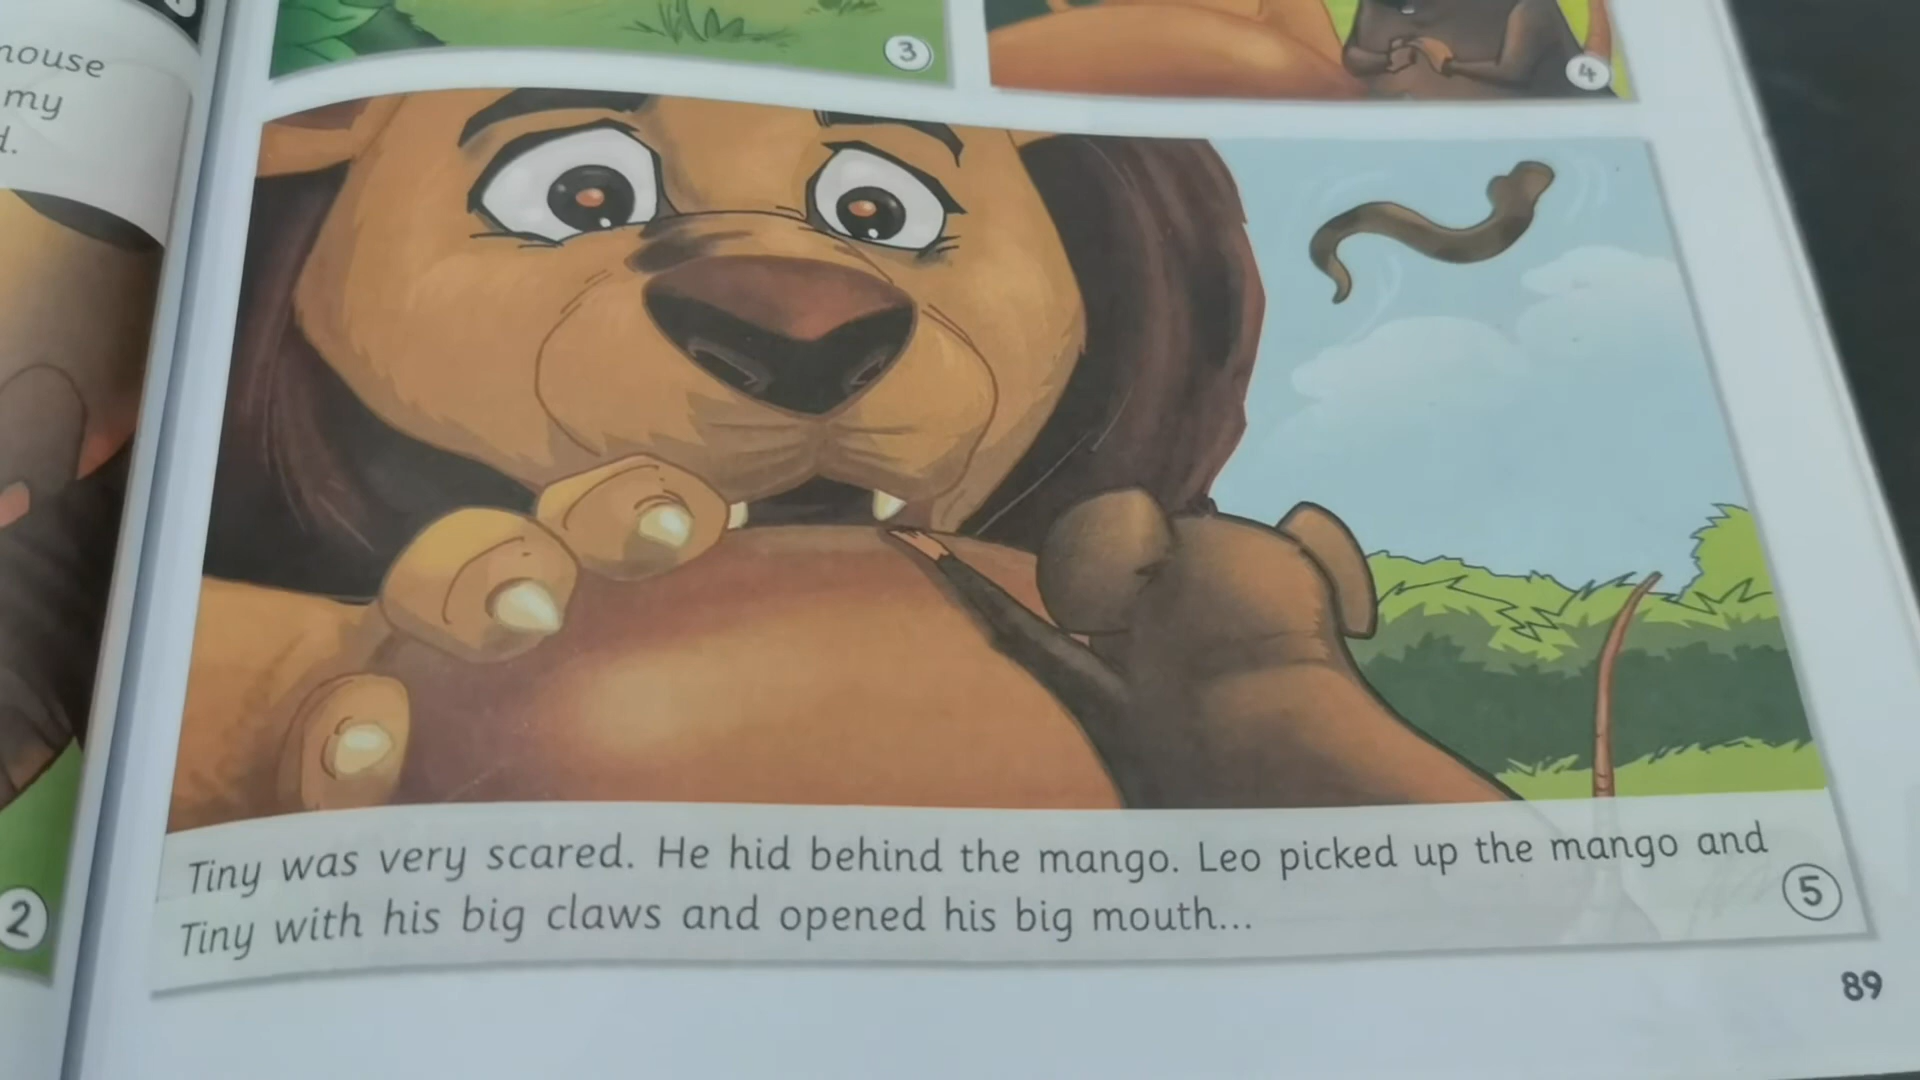 house
my
d.
3
4
2
Tiny was very scared. He hid behind the mango. Leo picked up the mango and
Tiny with his big claws and opened his big mouth...
5
89